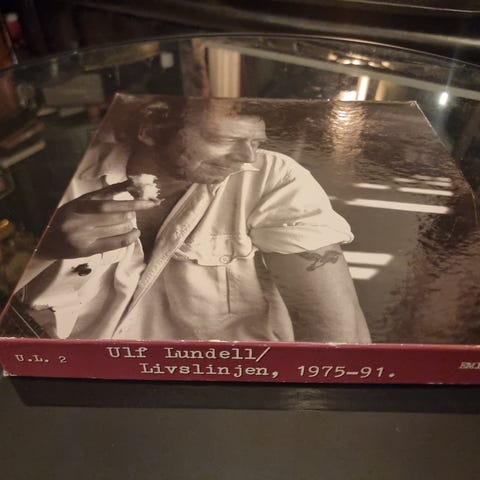 U.L. 2
Ulf Lundell/
Livslinjen, 1975-91.
EMI